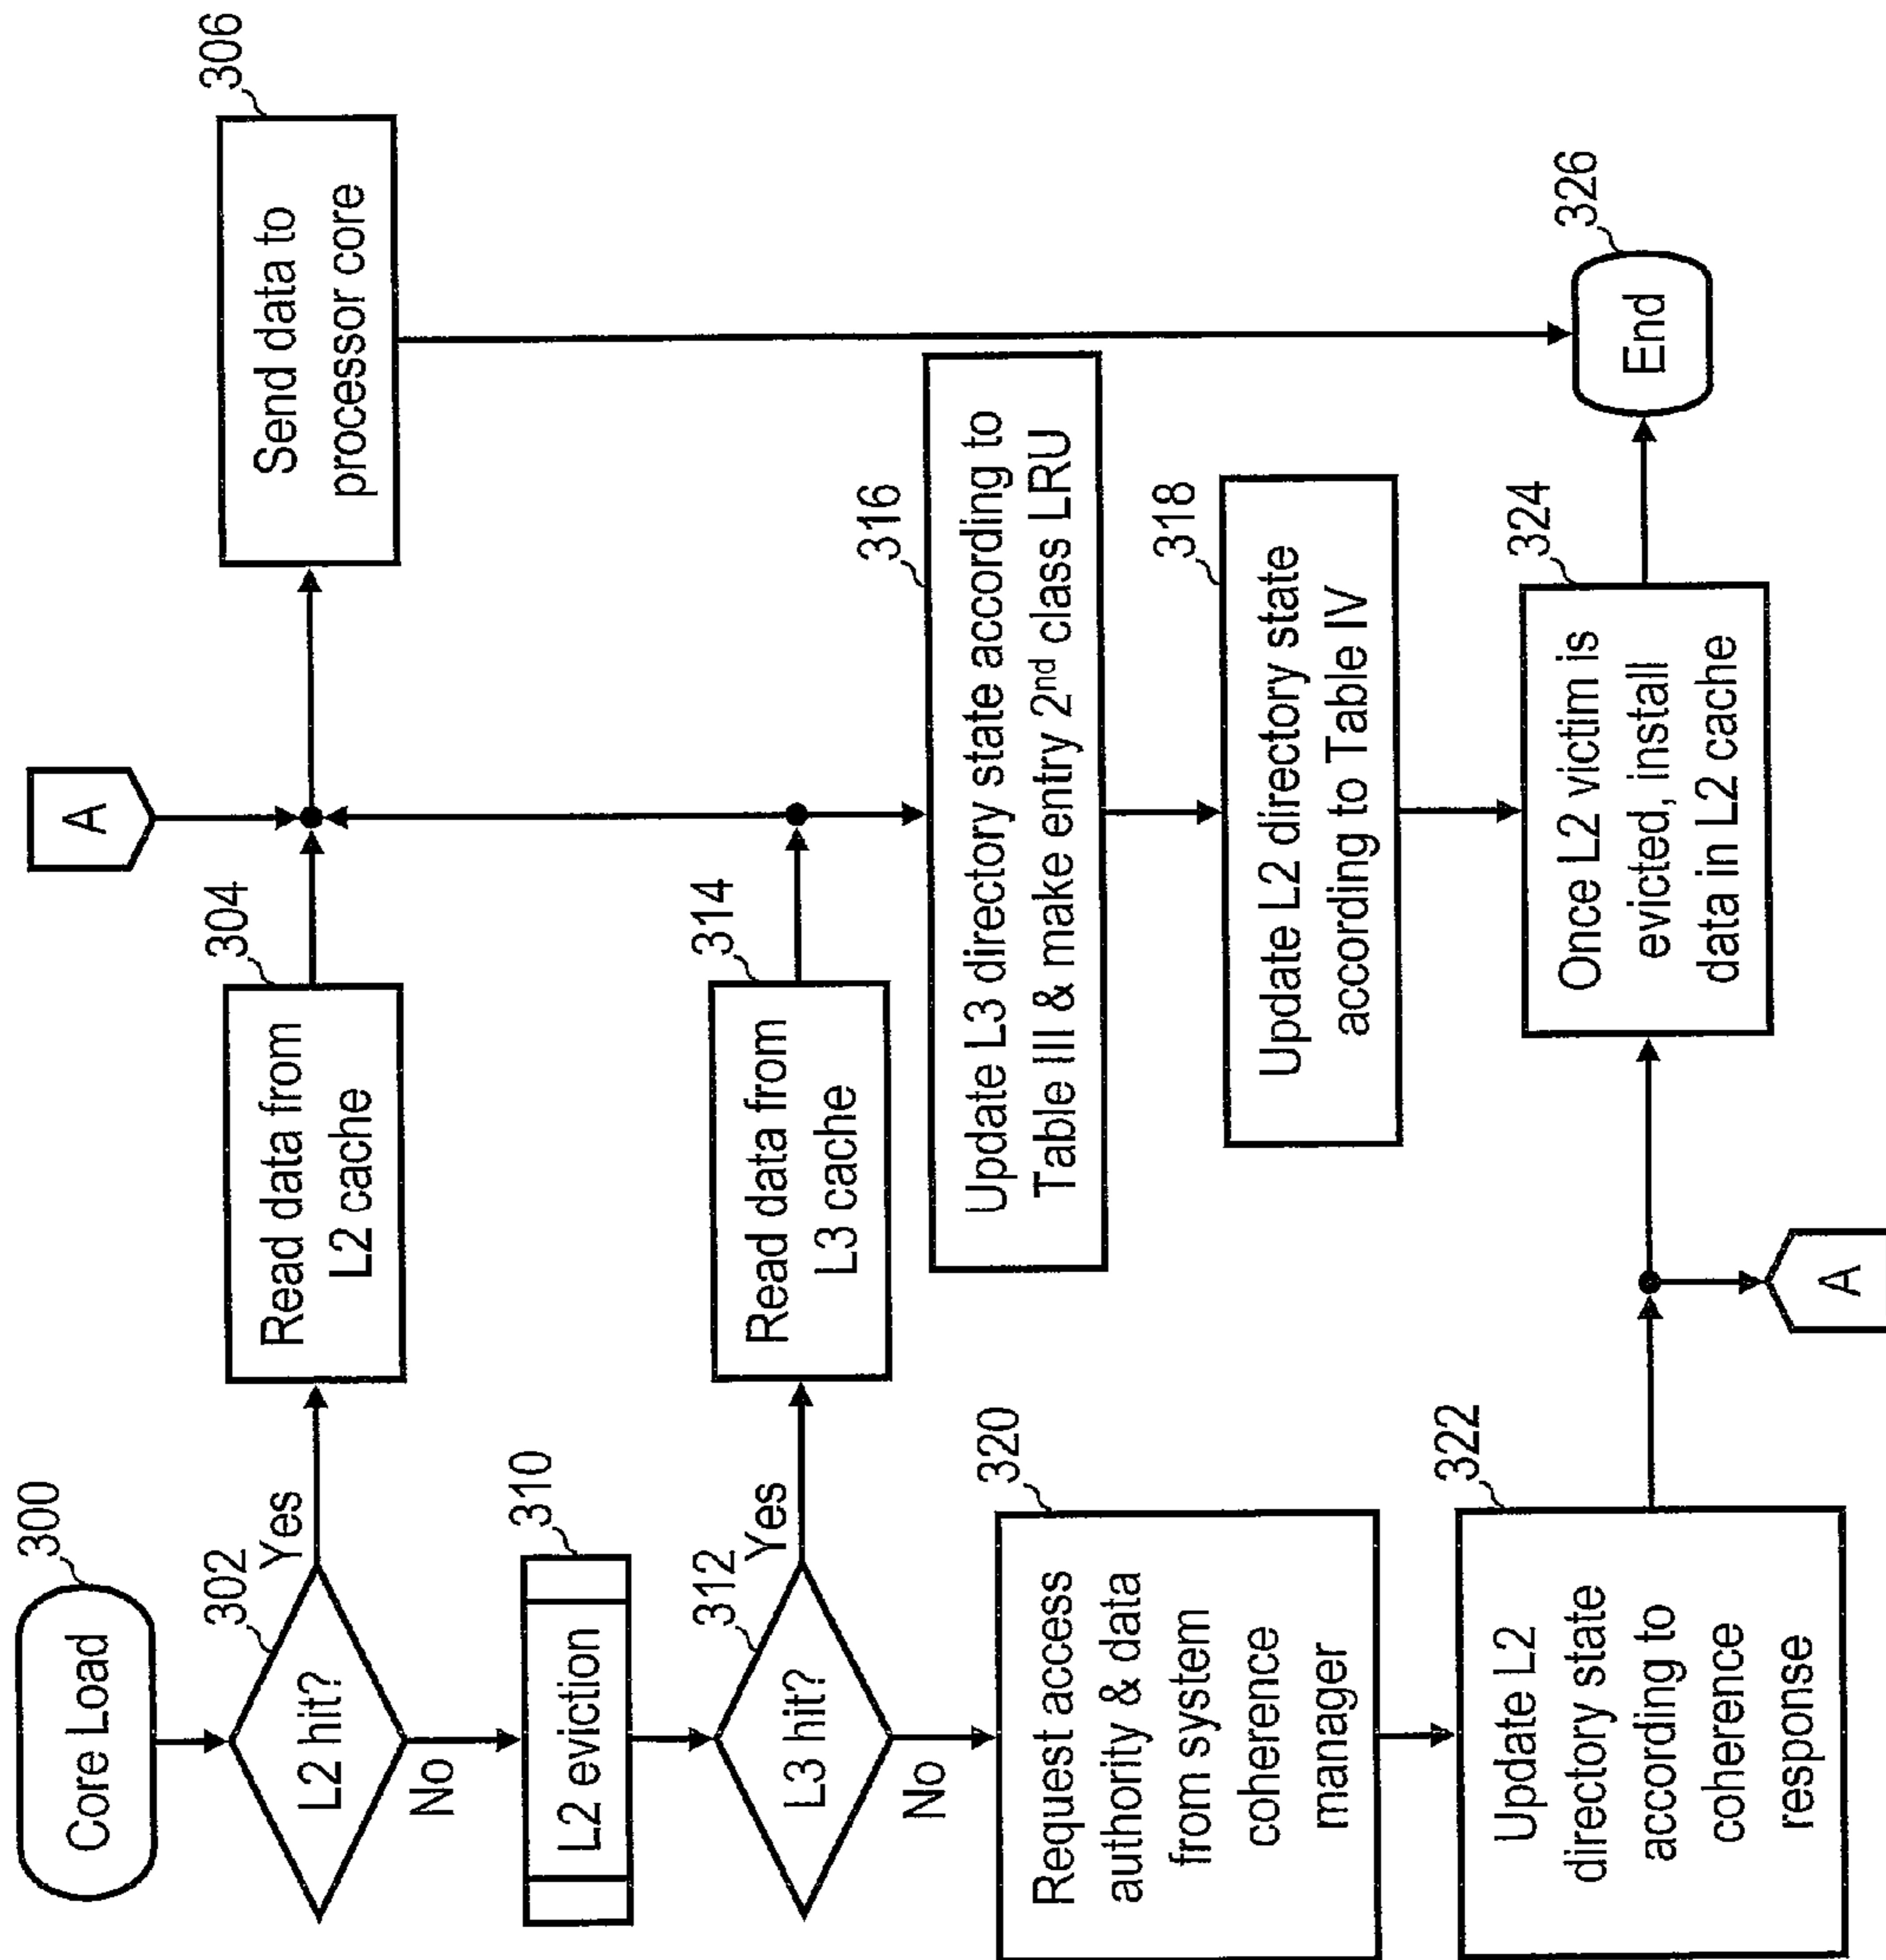 Core Load
300
L2 hit?
302
Yes
No
Read data from
L2 cache
304
A
Send data to
processor core
306
L2 eviction
310
L3 hit?
312
Yes
No
Read data from
L3 cache
314
Update L3 directory state according to
Table III & make entry 2nd class LRU
316
Update L2 directory state
according to Table IV
318
Request access
authority & data
from system
coherence
manager
320
Update L2
directory state
according to
coherence
response
322
A
Once L2 victim is
evicted, install
data in L2 cache
324
End
326